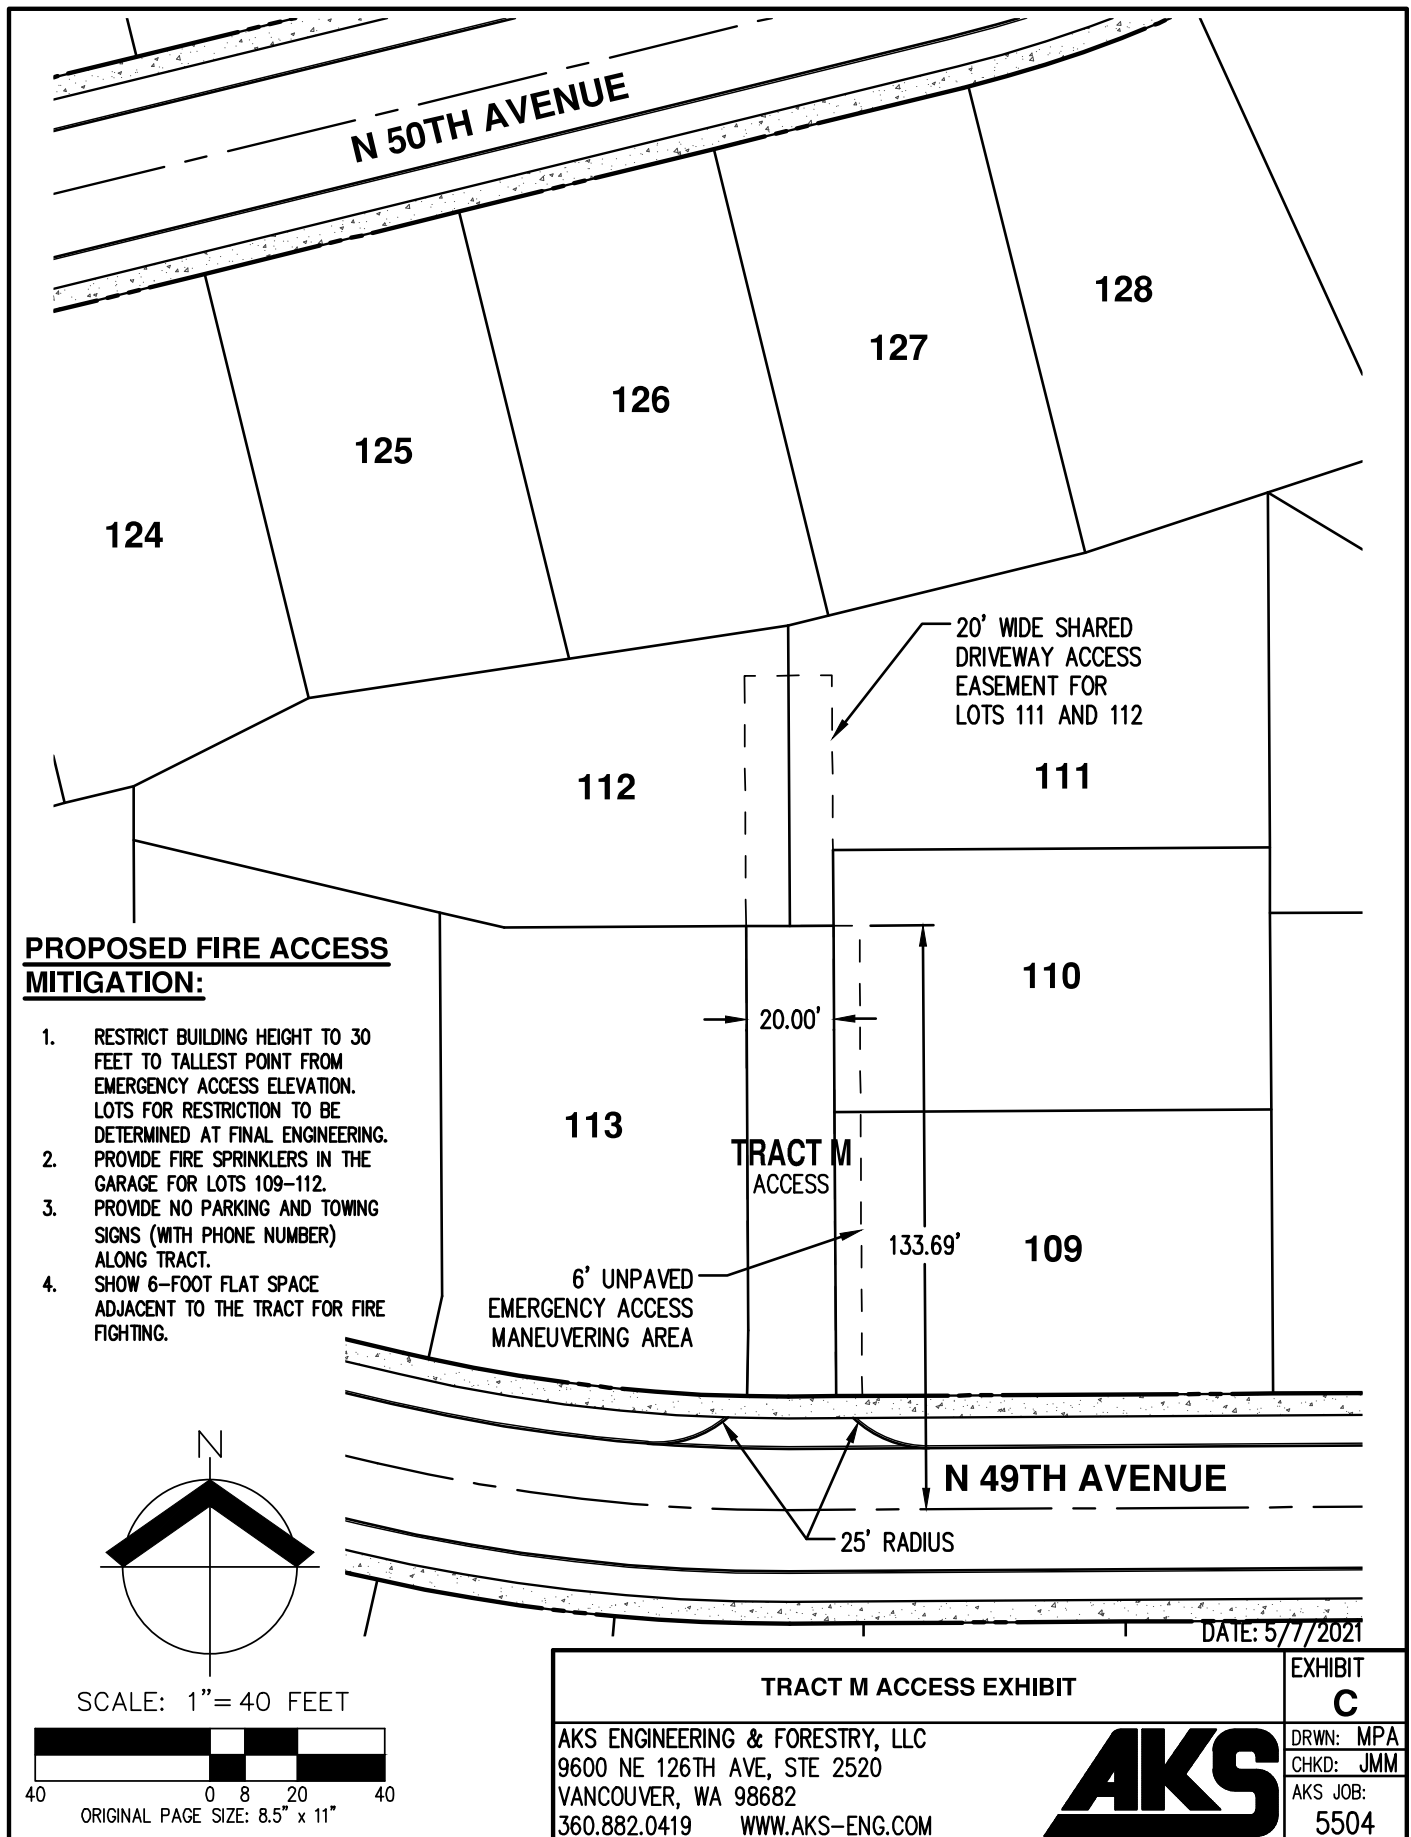 N 50TH AVENUE
128
127
126
125
124
20' WIDE SHARED
DRIVEWAY ACCESS
EASEMENT FOR
LOTS 111 AND 112
112
111
PROPOSED FIRE ACCESS
MITIGATION:
1. RESTRICT BUILDING HEIGHT TO 30
FEET TO TALLEST POINT FROM
EMERGENCY ACCESS ELEVATION.
LOTS FOR RESTRICTION TO BE
DETERMINED AT FINAL ENGINEERING.
2. PROVIDE FIRE SPRINKLERS IN THE
GARAGE FOR LOTS 109-112.
3. PROVIDE NO PARKING AND TOWING
SIGNS (WITH PHONE NUMBER)
ALONG TRACT.
4. SHOW 6-FOOT FLAT SPACE
ADJACENT TO THE TRACT FOR FIRE
FIGHTING.
110
20.00'
113
TRACT M
ACCESS
133.69'
109
6' UNPAVED
EMERGENCY ACCESS
MANEUVERING AREA
N 49TH AVENUE
25' RADIUS
N
SCALE: 1"= 40 FEET
40 0 8 20 40
ORIGINAL PAGE SIZE: 8.5" x 11"
DATE: 5/7/2021
TRACT M ACCESS EXHIBIT
EXHIBIT
C
AKS ENGINEERING & FORESTRY, LLC
9600 NE 126TH AVE, STE 2520
VANCOUVER, WA 98682
360.882.0419 WWW.AKS-ENG.COM
AKS
DRWN: MPA
CHKD: JMM
AKS JOB:
5504